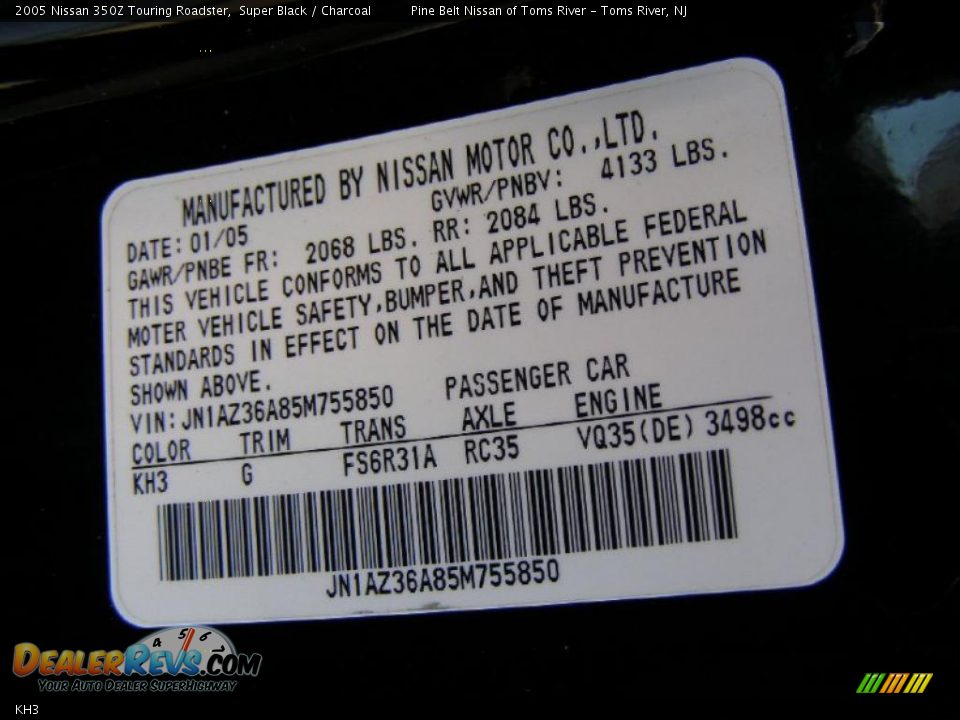 2005 Nissan 350Z Touring Roadster, Super Black / Charcoal Pine Belt Nissan of Toms River – Toms River, NJ
...
MANUFACTURED BY NISSAN MOTOR CO.,LTD.
DATE:01/05 GVWR/PNBV: 4133 LBS.
GAWR/PNBE FR: 2068 LBS. RR: 2084 LBS.
THIS VEHICLE CONFORMS TO ALL APPLICABLE FEDERAL
MOTER VEHICLE SAFETY,BUMPER,AND THEFT PREVENTION
STANDARDS IN EFFECT ON THE DATE OF MANUFACTURE
SHOWN ABOVE.
VIN:JN1AZ36A85M755850 PASSENGER CAR
COLOR TRIM TRANS AXLE ENGINE
KH3 G FS6R31A RC35 VQ35(DE) 3498cc
JN1AZ36A85M755850
4 5 6
DEALERREVS.COM
YOUR AUTO DEALER SUPERHIGHWAY
KH3